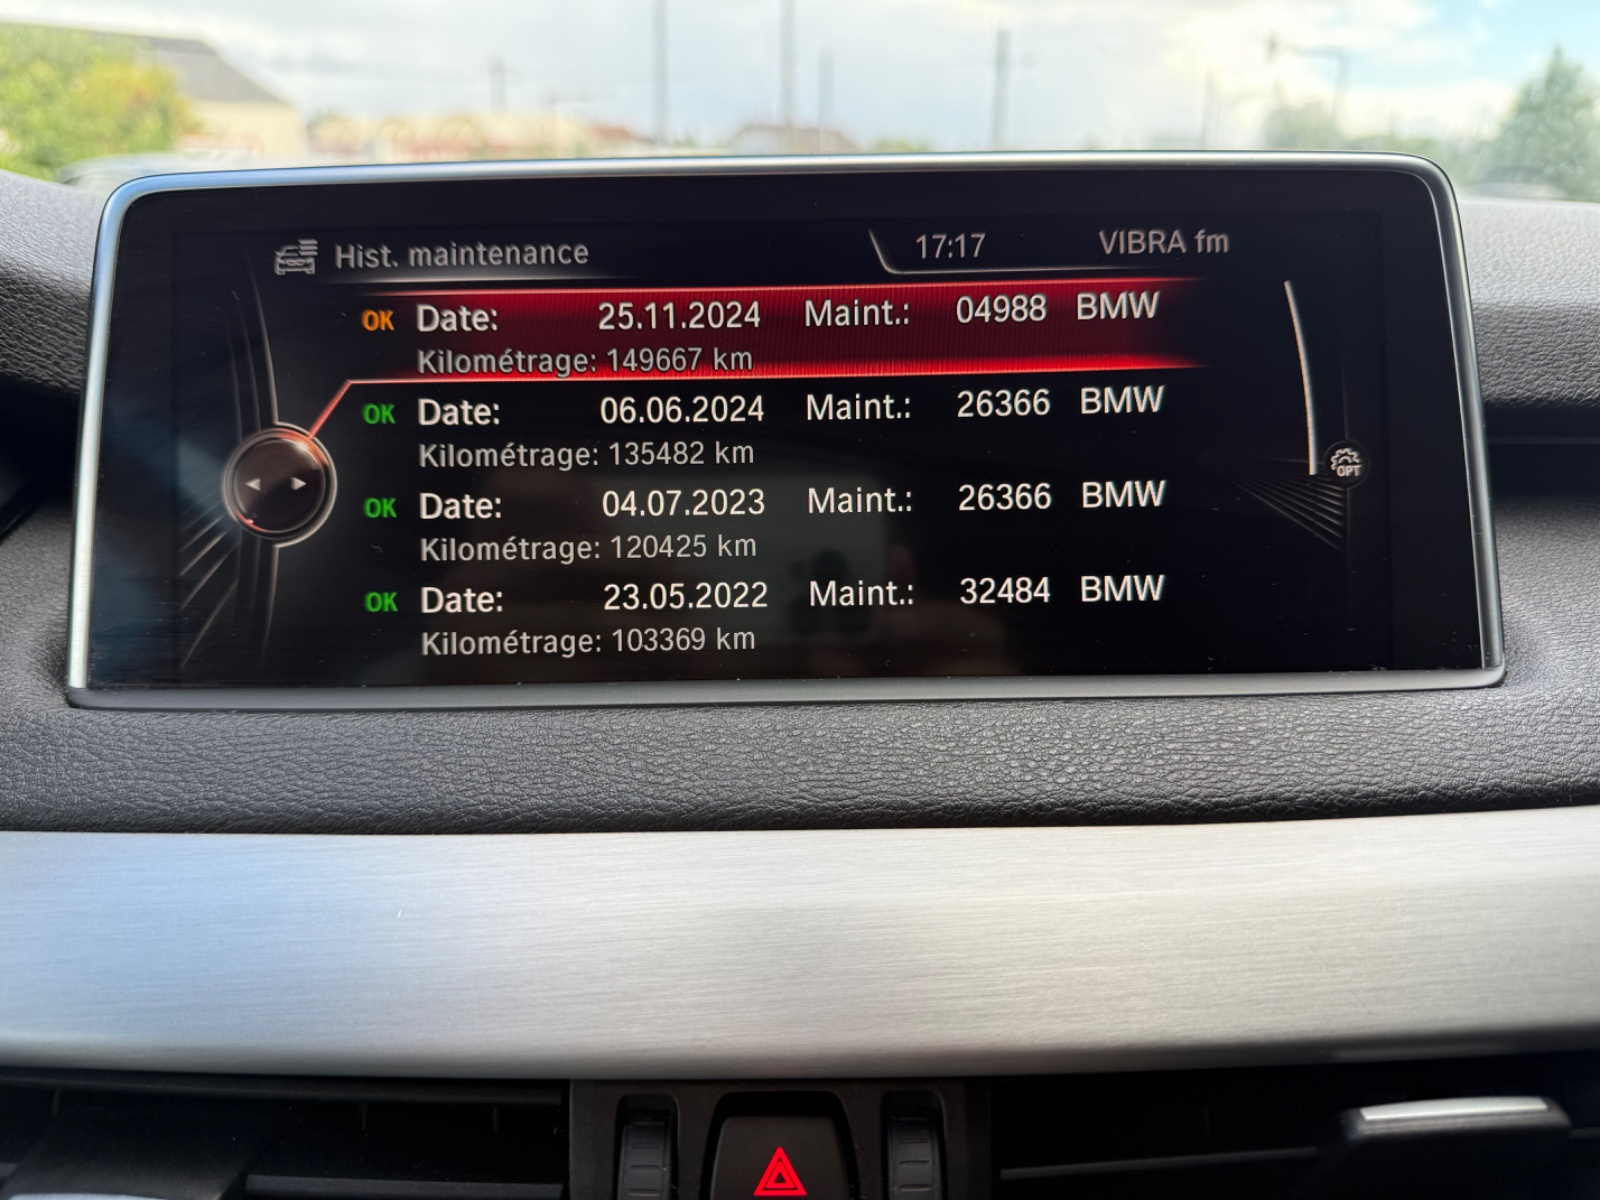 Hist. maintenance 17:17 VIBRA fm
OK Date: 25.11.2024 Maint.: 04988 BMW
Kilométrage: 149667 km
OK Date: 06.06.2024 Maint.: 26366 BMW
Kilométrage: 135482 km
OK Date: 04.07.2023 Maint.: 26366 BMW
Kilométrage: 120425 km
OPT
OK Date: 23.05.2022 Maint.: 32484 BMW
Kilométrage: 103369 km